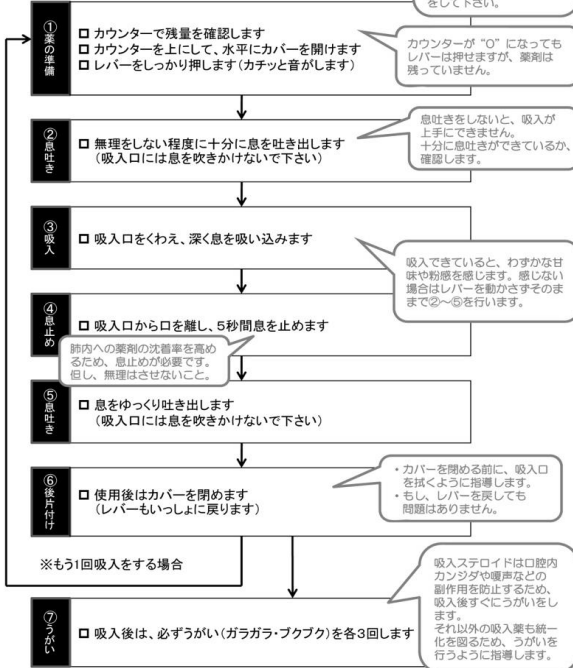 をして下さい。
①薬の準備
□ カウンターで残量を確認します
□ カウンターを上にして、水平にカバーを開けます
□ レバーをしっかり押します(カチッと音がします)
カウンターが“0”になっても
レバーは押せますが、薬剤は
残っていません。
②息吐き
□ 無理をしない程度に十分に息を吐き出します
(吸入口には息を吹きかけないで下さい)
息吐きをしないと、吸入が
上手にできません。
十分に息吐きができているか、
確認します。
③吸入
□ 吸入口をくわえ、深く息を吸い込みます
吸入できていると、わずかな甘
味や粉感を感じます。感じない
場合はレバーを動かさずそのま
まで②～⑤を行います。
④息止め
□ 吸入口から口を離し、5秒間息を止めます
肺内への薬剤の沈着率を高め
るため、息止めが必要です。
但し、無理はさせないこと。
⑤息吐き
□ 息をゆっくり吐き出します
(吸入口には息を吹きかけないで下さい)
⑥後片付け
□ 使用後はカバーを閉めます
(レバーもいっしょに戻ります)
・カバーを閉める前に、吸入口
を拭くように指導します。
・もし、レバーを戻しても
問題はありません。
※もう1回吸入をする場合
⑦うがい
□ 吸入後は、必ずうがい(ガラガラ・ブクブク)を各3回します
吸入ステロイドは口腔内
カンジダや嗄声などの
副作用を防止するため、
吸入後すぐにうがいをし
ます。
それ以外の吸入薬も統一
化を図るため、うがいを
行うように指導します。